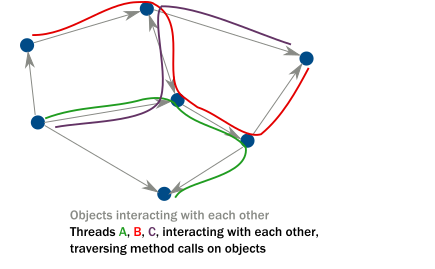 Objects interacting with each other
Threads A, B, C, interacting with each other,
traversing method calls on objects